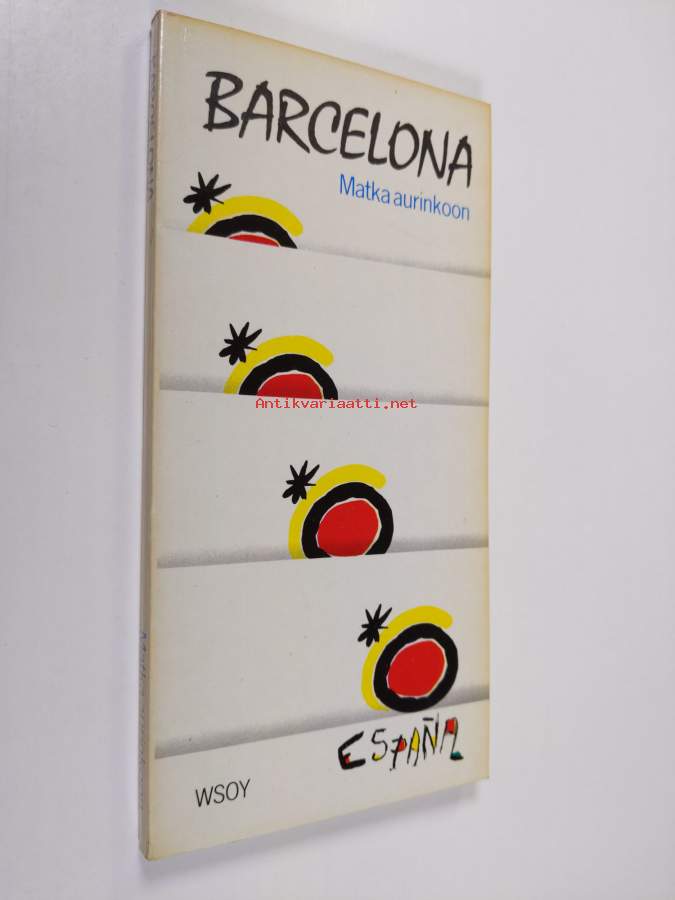 BARCELONA
Matka aurinkoon
Antikvariaatti.net
ESPAÑA
WSOY